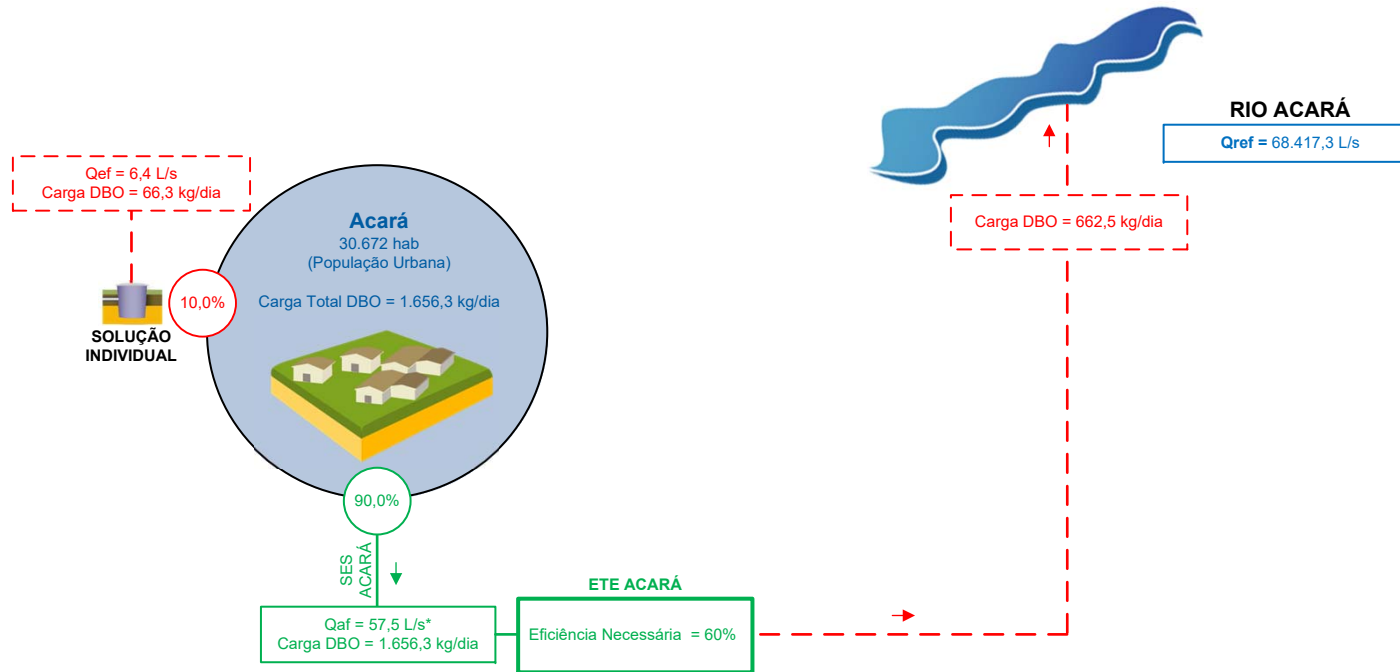 RIO ACARÁ
Qref = 68.417,3 L/s
Qef = 6,4 L/s
Carga DBO = 66,3 kg/dia
Acará
30.672 hab
(População Urbana)
Carga Total DBO = 1.656,3 kg/dia
Carga DBO = 662,5 kg/dia
10,0%
SOLUÇÃO
INDIVIDUAL
90,0%
SES
ACARÁ
ETE ACARÁ
Qaf = 57,5 L/s*
Carga DBO = 1.656,3 kg/dia
Eficiência Necessária = 60%